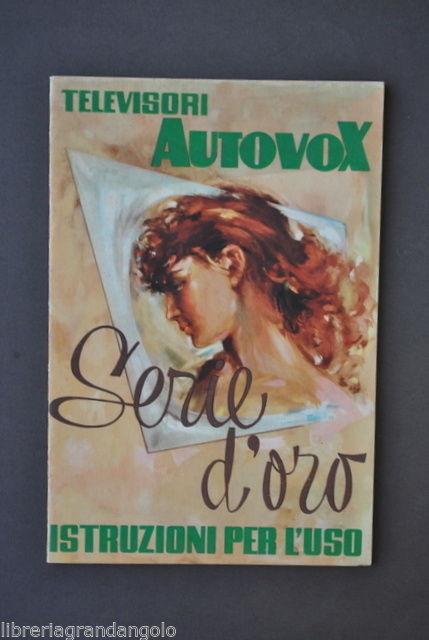 TELEVISORI
AUTOVOX
Serie
d'oro
ISTRUZIONI PER L'USO
libreriagrandangolo